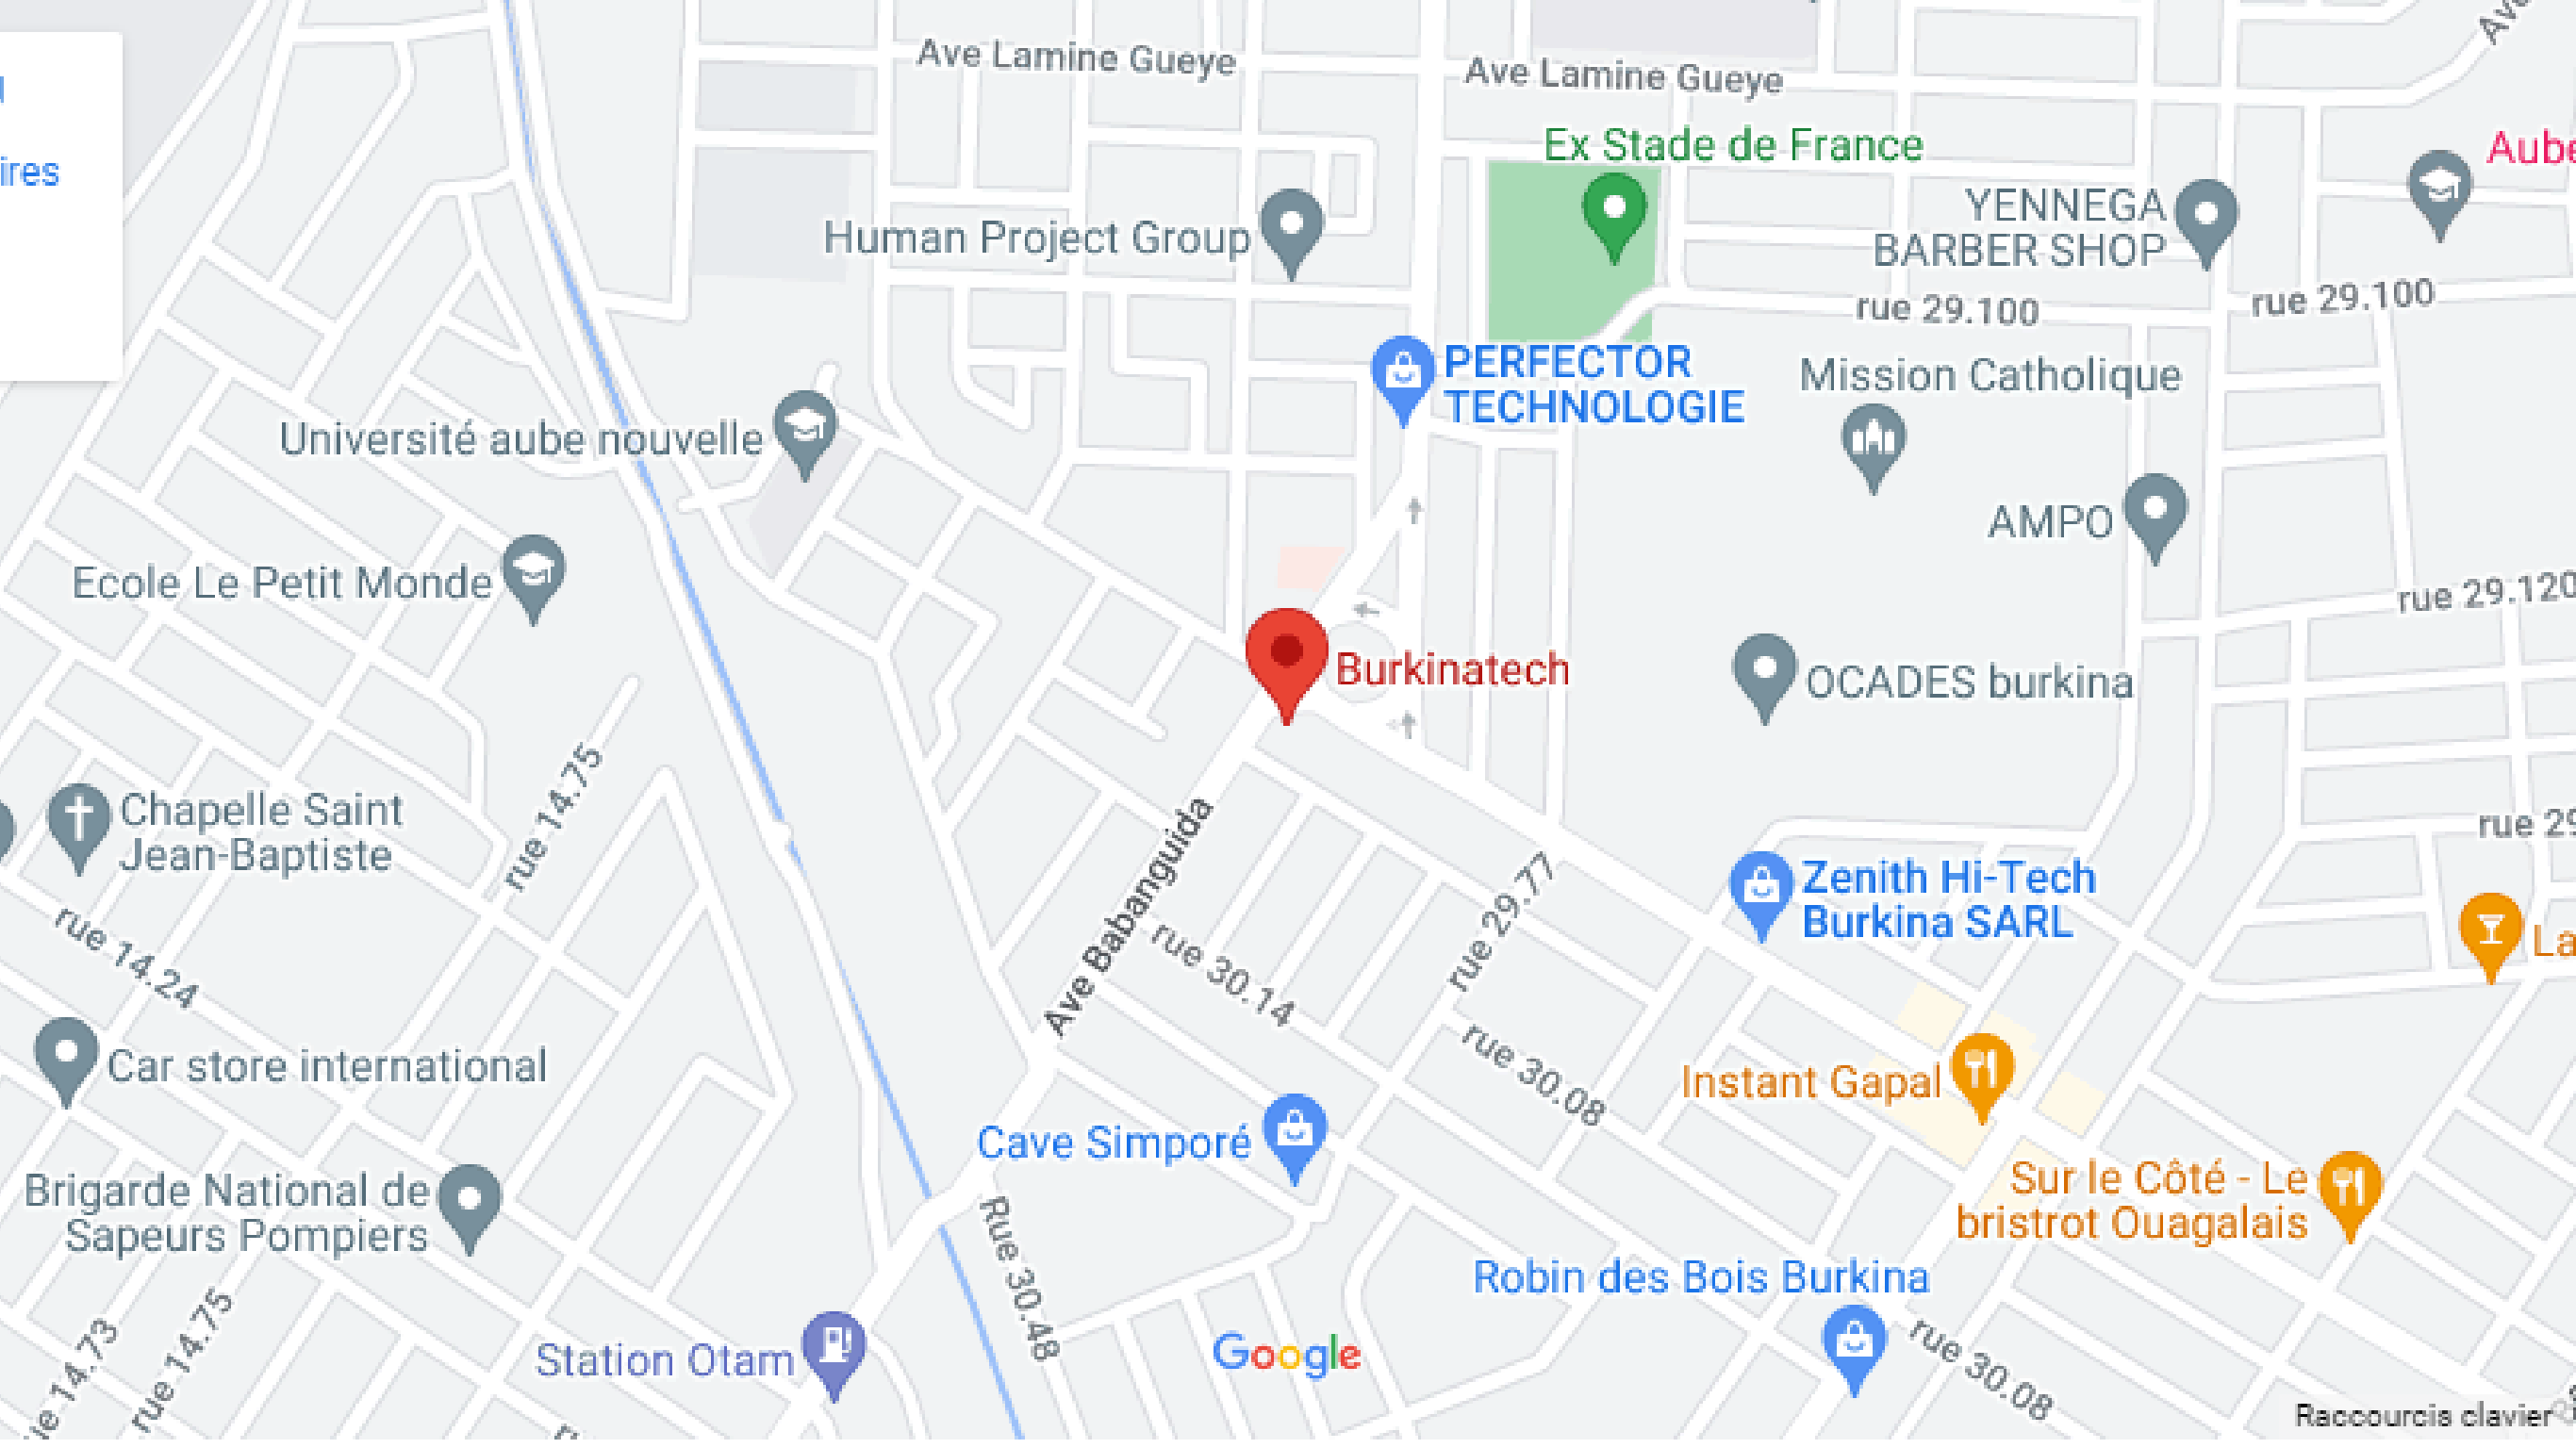 Ave Lamine Gueye
Ave Lamine Gueye
Ex Stade de France
ires
Human Project Group
YENNEGA
BARBER SHOP
Aube
rue 29.100
rue 29.100
PERFECTOR
TECHNOLOGIE
Mission Catholique
Université aube nouvelle
AMPO
Ecole Le Petit Monde
rue 29.120
Burkinatech
OCADES burkina
Chapelle Saint
Jean-Baptiste
rue 14.75
Ave Babanguida
rue 29.77
rue 29
Zenith Hi-Tech
Burkina SARL
La
rue 14.24
rue 30.14
rue 30.08
Car store international
Instant Gapal
Cave Simporé
Brigarde National de
Sapeurs Pompiers
Rue 30.48
Sur le Côté - Le
bristrot Ouagalais
Robin des Bois Burkina
rue 14.73
rue 14.75
Station Otam
Google
rue 30.08
Raccourcis clavier